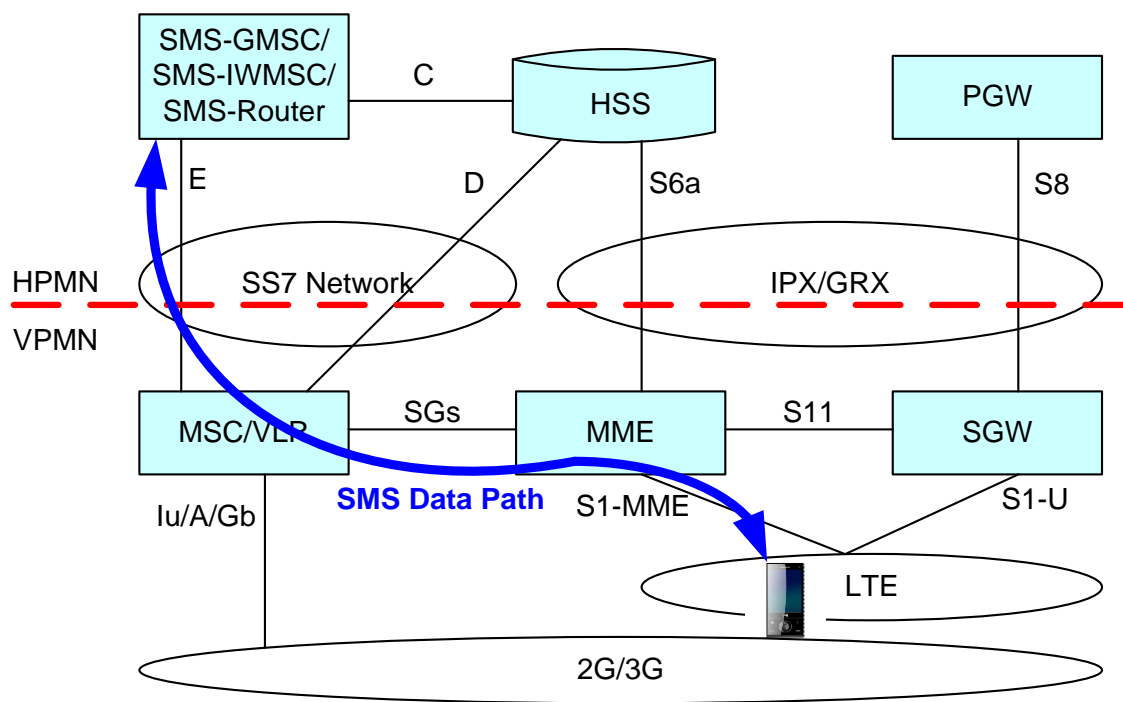 SMS-GMSC/
SMS-IWMSC/
SMS-Router
C
HSS
PGW
E
D
S6a
S8
HPMN
SS7 Network
IPX/GRX
VPMN
MSC/VLR
SGs
MME
S11
SGW
SMS Data Path
Iu/A/Gb
S1-MME
S1-U
LTE
2G/3G